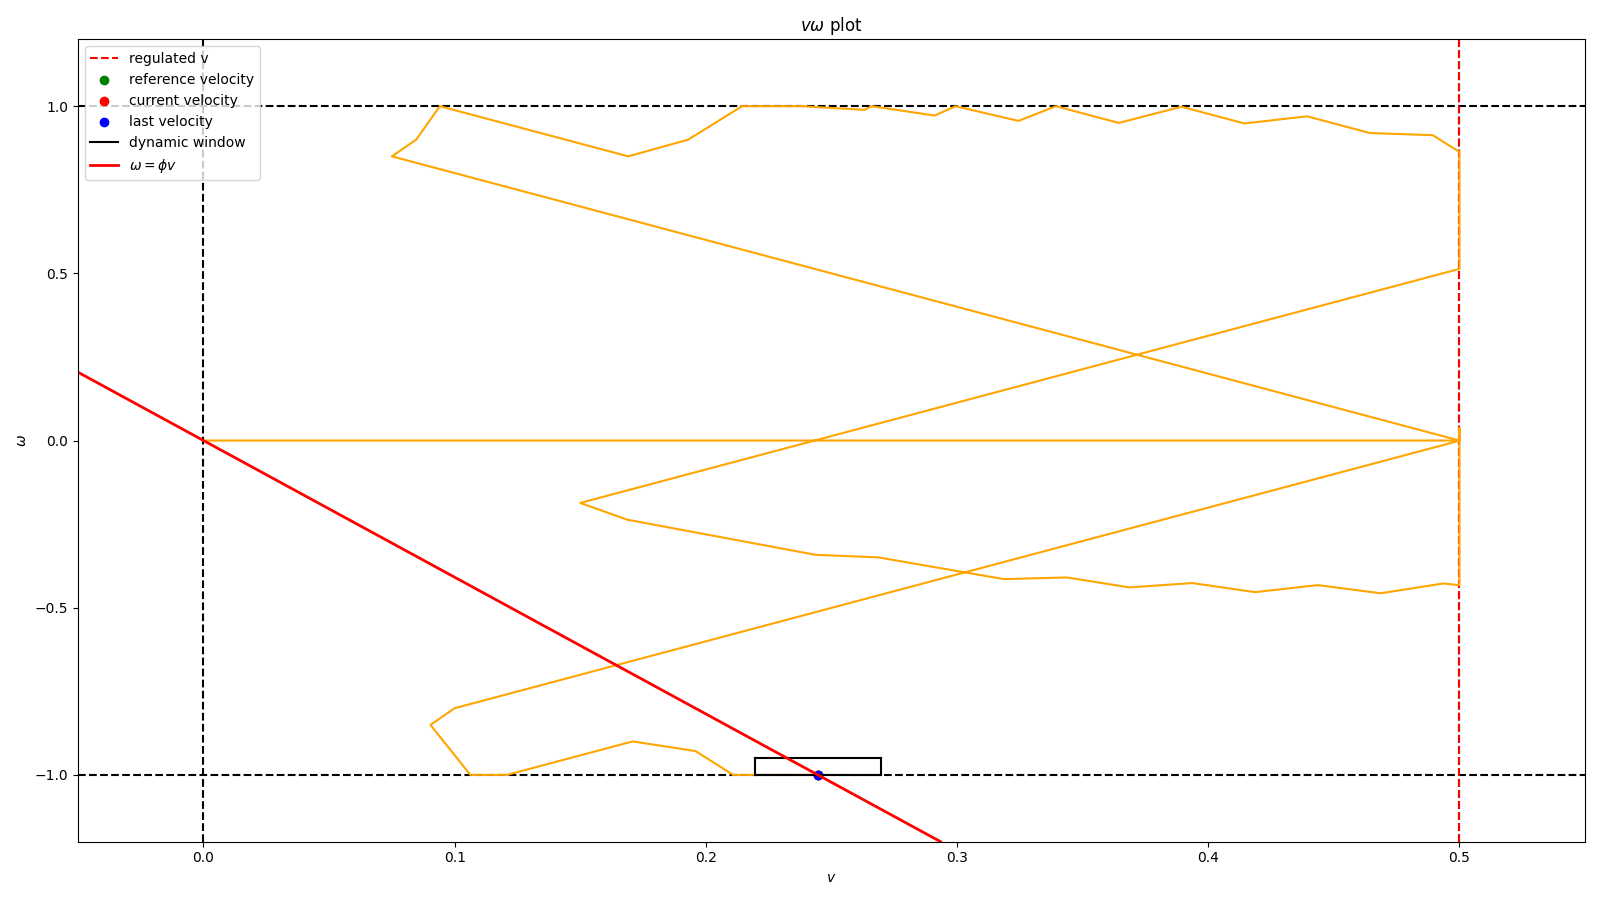 vω plot
regulated v
reference velocity
current velocity
last velocity
dynamic window
ω = ϕv
1.0
0.5
0.0
−0.5
−1.0
ω
0.0 0.1 0.2 0.3 0.4 0.5
v